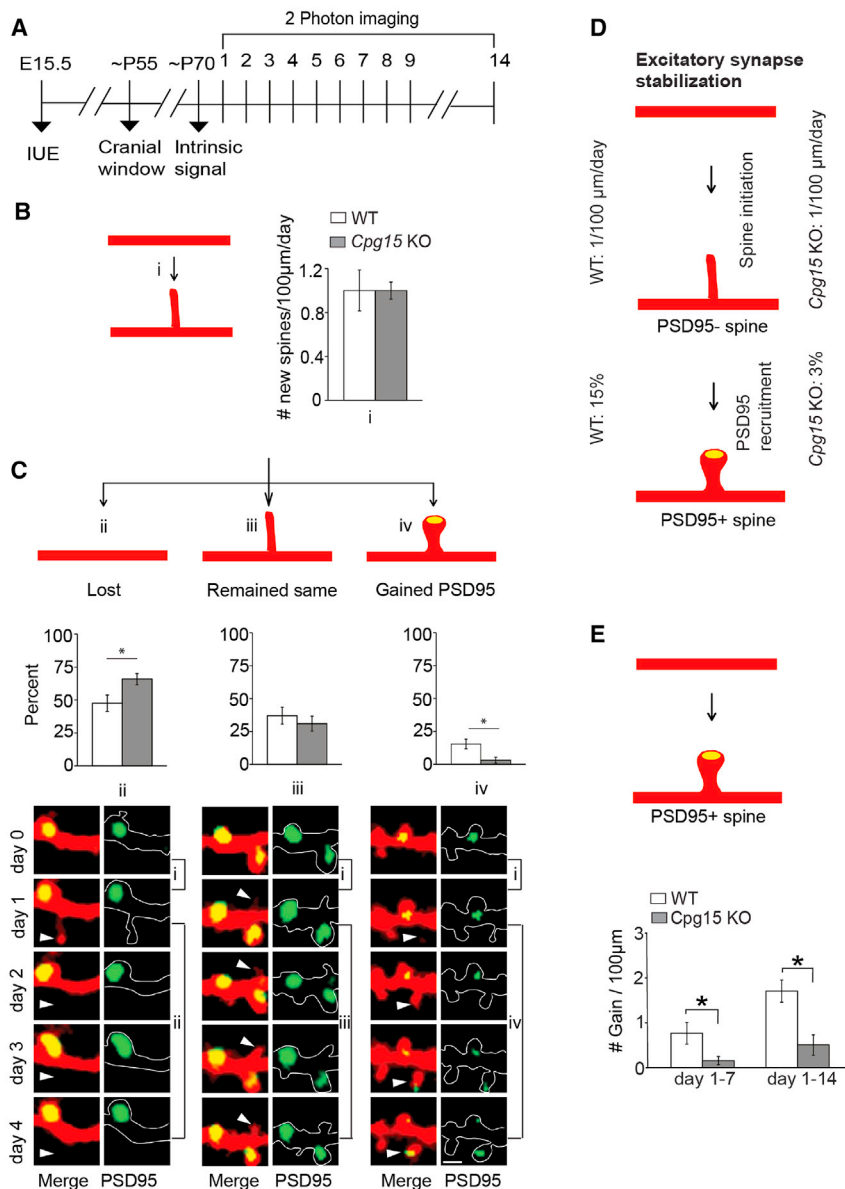 A
2 Photon imaging
E15.5 ~P55 ~P70 1 2 3 4 5 6 7 8 9 14
IUE
Cranial
window
Intrinsic
signal
B
i
WT
Cpg15 KO
# new spines/100µm/day
1.2
0.8
0.4
0
i
C
ii
iii
iv
Lost
Remained same
Gained PSD95
Percent
100
75
50
25
0
*
ii
100
75
50
25
0
iii
100
75
50
25
0
*
iv
day 0
day 1
day 2
day 3
day 4
i
ii
i
iii
i
iv
Merge PSD95
Merge PSD95
Merge PSD95
D
Excitatory synapse
stabilization
WT: 1/100 µm/day
Spine initiation
Cpg15 KO: 1/100 µm/day
PSD95- spine
WT: 15%
PSD95
recruitment
Cpg15 KO: 3%
PSD95+ spine
E
PSD95+ spine
WT
Cpg15 KO
# Gain / 100µm
3
2
1
0
*
*
day 1-7
day 1-14